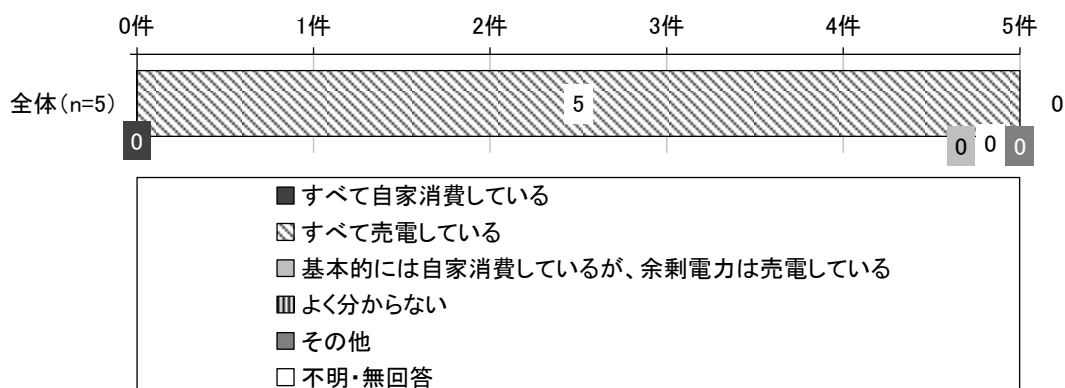 0件 1件 2件 3件 4件 5件
全体(n=5) 5 0
0 0 0 0
すべて自家消費している
すべて売電している
基本的には自家消費しているが、余剰電力は売電している
よく分からない
その他
不明・無回答